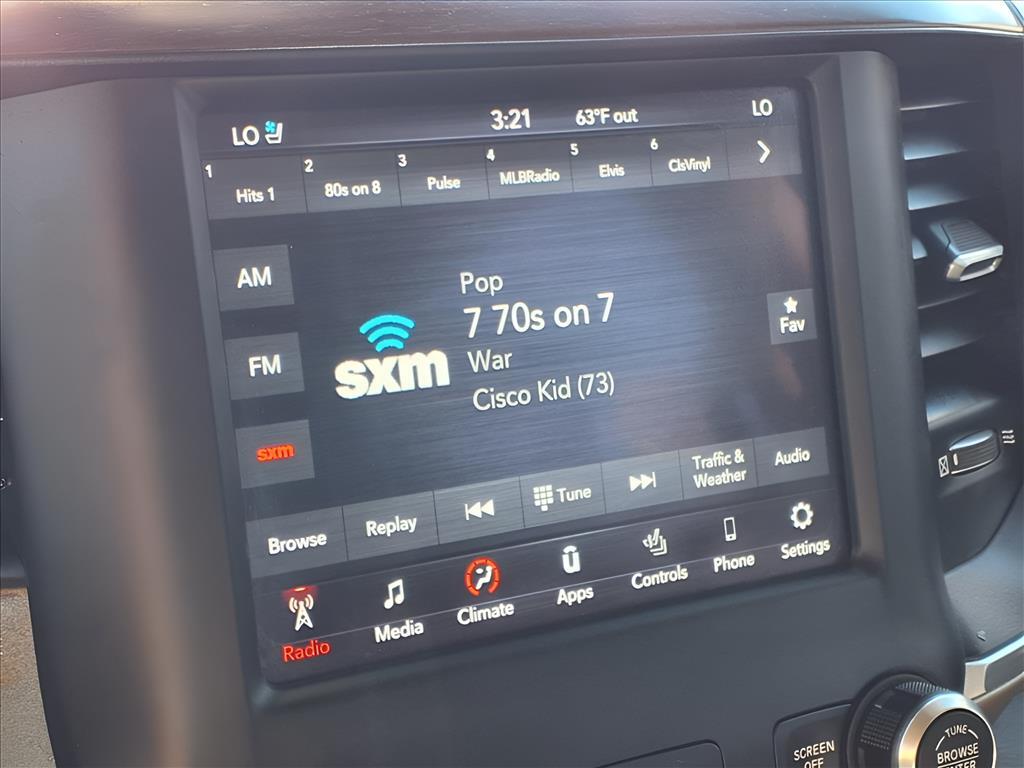 LO 3:21 63°F out LO
1 Hits 1 2 80s on 8 3 Pulse 4 MLBRadio 5 Elvis 6 ClsVinyl
AM
Pop
7 70s on 7
Fav
FM
sxm
War
Cisco Kid (73)
sxm
Browse Replay Tune Traffic & Weather Audio
Radio Media Climate Apps Controls Phone Settings
SCREEN
OFF
TUNE
BROWSE
ENTER